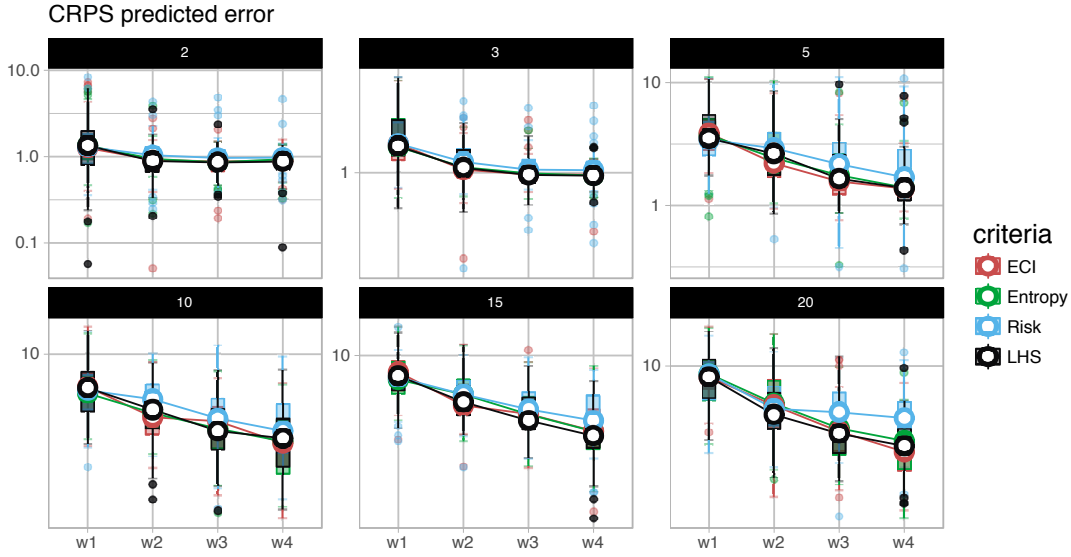 CRPS predicted error
2 3 5
10.0 10
1.0 1
0.1 1
criteria
ECI
Entropy
Risk
LHS
10 15 20
10 10 10
w1 w2 w3 w4 w1 w2 w3 w4 w1 w2 w3 w4